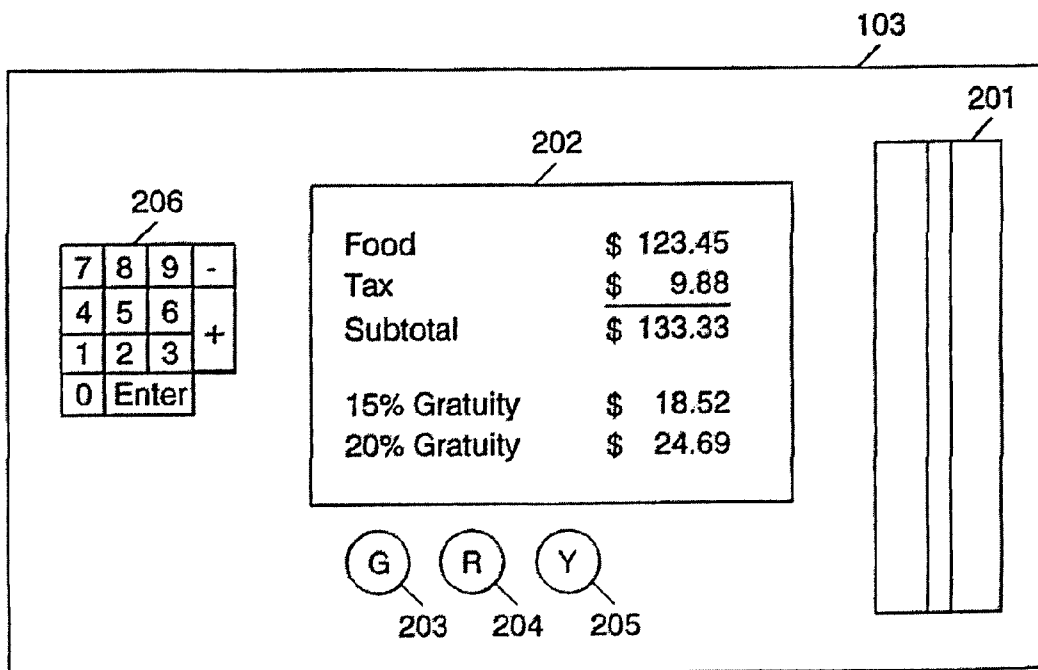 103
201
202
206
7 8 9 -
4 5 6 +
1 2 3
0 Enter
Food $ 123.45
Tax $ 9.88
Subtotal $ 133.33
15% Gratuity $ 18.52
20% Gratuity $ 24.69
G R Y
203 204 205